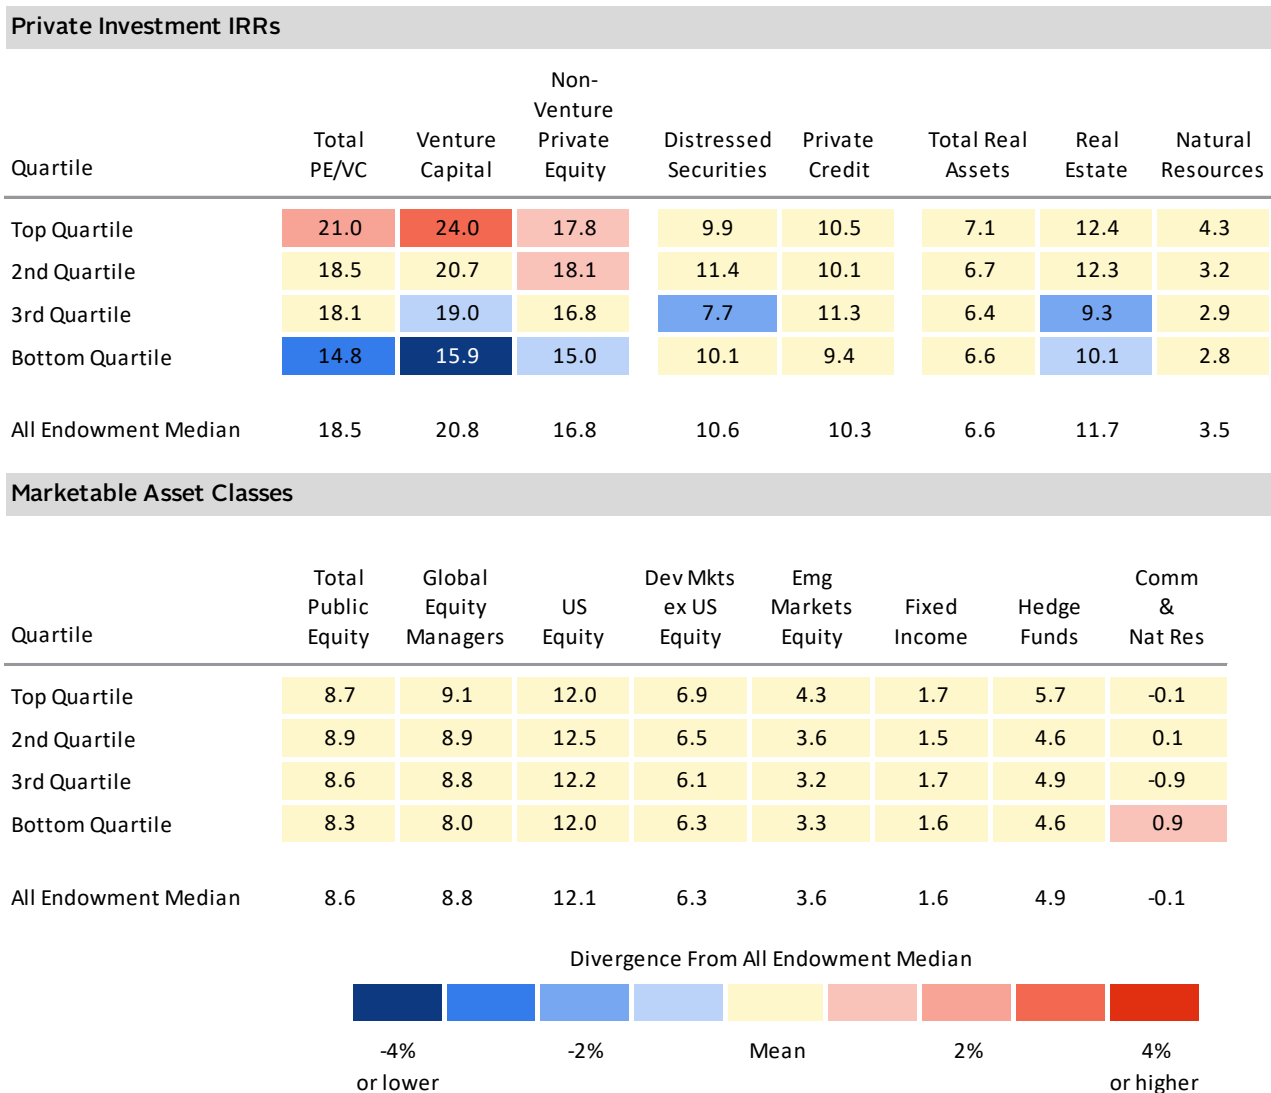 Private Investment IRRs
Non-
Venture
Total Venture Private Distressed Private Total Real Real Natural
Quartile PE/VC Capital Equity Securities Credit Assets Estate Resources
Top Quartile 21.0 24.0 17.8 9.9 10.5 7.1 12.4 4.3
2nd Quartile 18.5 20.7 18.1 11.4 10.1 6.7 12.3 3.2
3rd Quartile 18.1 19.0 16.8 7.7 11.3 6.4 9.3 2.9
Bottom Quartile 14.8 15.9 15.0 10.1 9.4 6.6 10.1 2.8
All Endowment Median 18.5 20.8 16.8 10.6 10.3 6.6 11.7 3.5
Marketable Asset Classes
Total Global Dev Mkts Emg Comm
Public Equity US ex US Markets Fixed Hedge &
Quartile Equity Managers Equity Equity Equity Income Funds Nat Res
Top Quartile 8.7 9.1 12.0 6.9 4.3 1.7 5.7 -0.1
2nd Quartile 8.9 8.9 12.5 6.5 3.6 1.5 4.6 0.1
3rd Quartile 8.6 8.8 12.2 6.1 3.2 1.7 4.9 -0.9
Bottom Quartile 8.3 8.0 12.0 6.3 3.3 1.6 4.6 0.9
All Endowment Median 8.6 8.8 12.1 6.3 3.6 1.6 4.9 -0.1
Divergence From All Endowment Median
-4% -2% Mean 2% 4%
or lower or higher